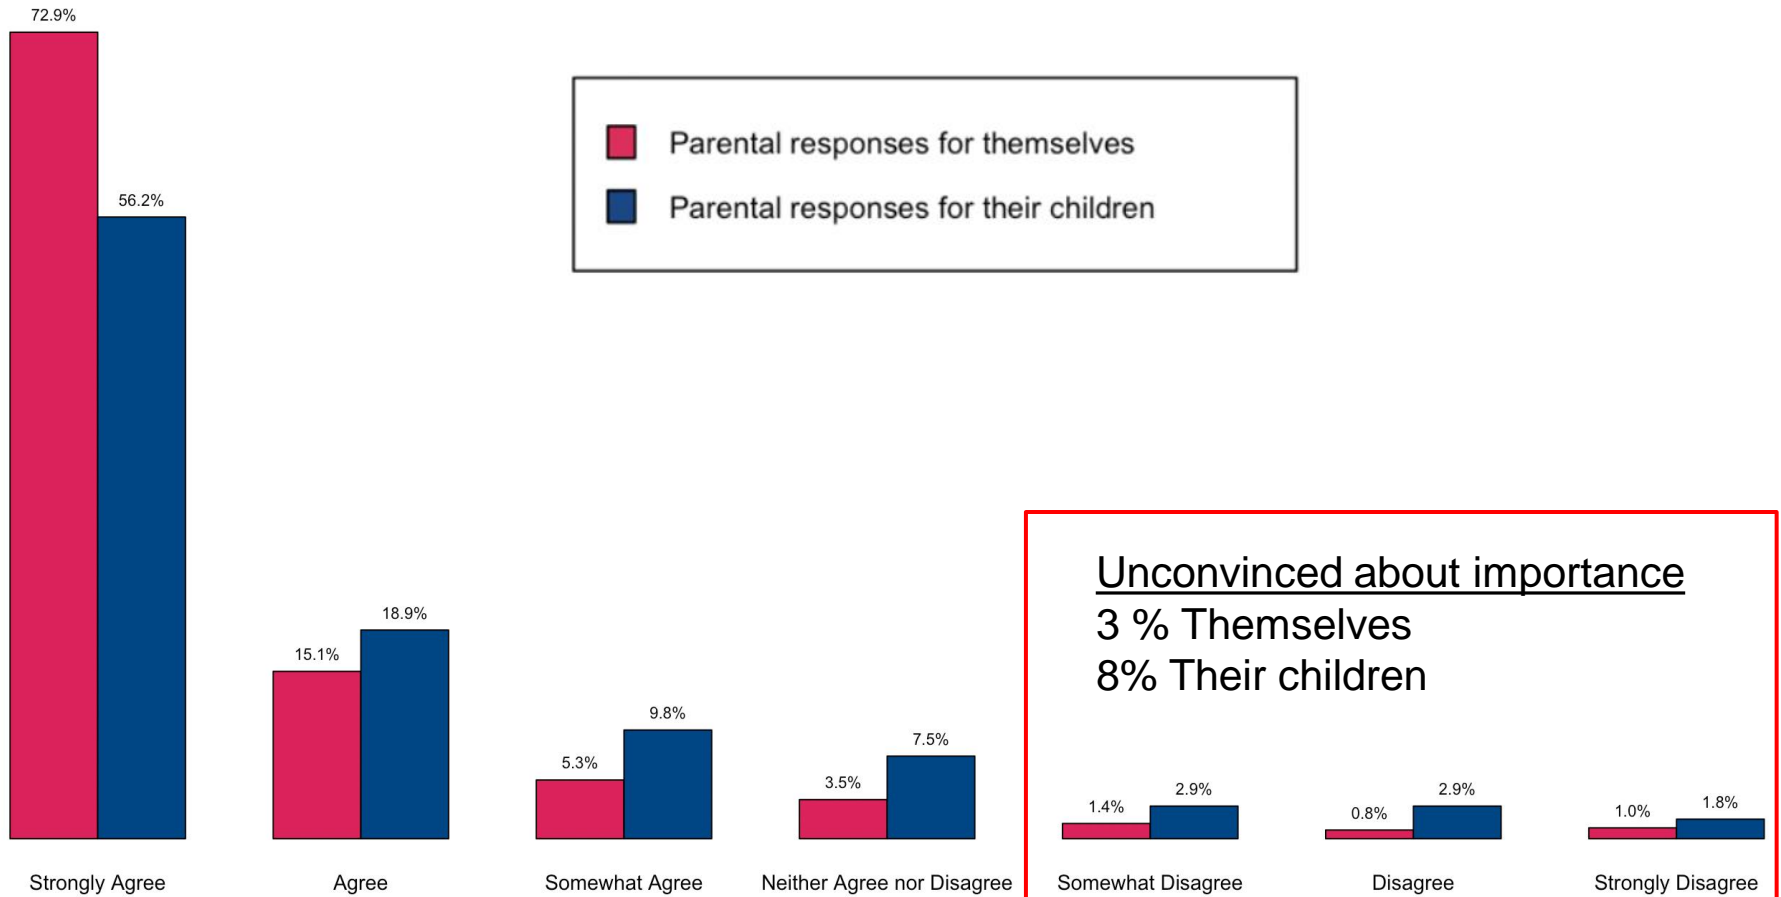 72.9%
56.2%
Parental responses for themselves
Parental responses for their children
15.1%
18.9%
5.3%
9.8%
3.5%
7.5%
Unconvinced about importance
3 % Themselves
8% Their children
1.4%
2.9%
0.8%
2.9%
1.0%
1.8%
Strongly Agree
Agree
Somewhat Agree
Neither Agree nor Disagree
Somewhat Disagree
Disagree
Strongly Disagree